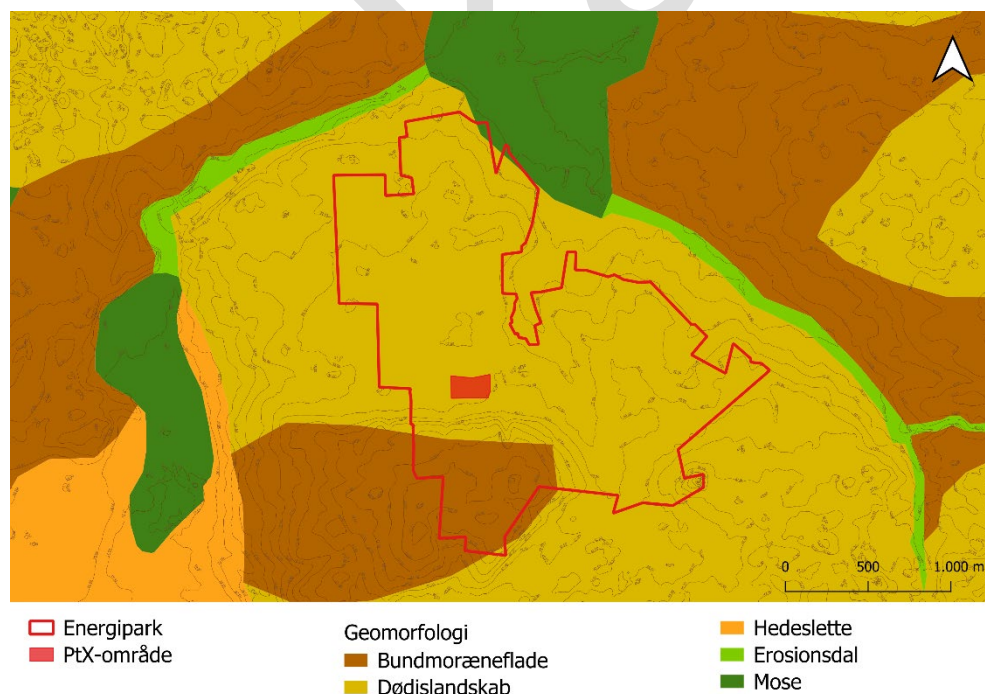 0 500 1.000 m
Energipark
PtX-område
Geomorfologi
Bundmoræneflade
Dødislandskab
Hedeslette
Erosionsdal
Mose